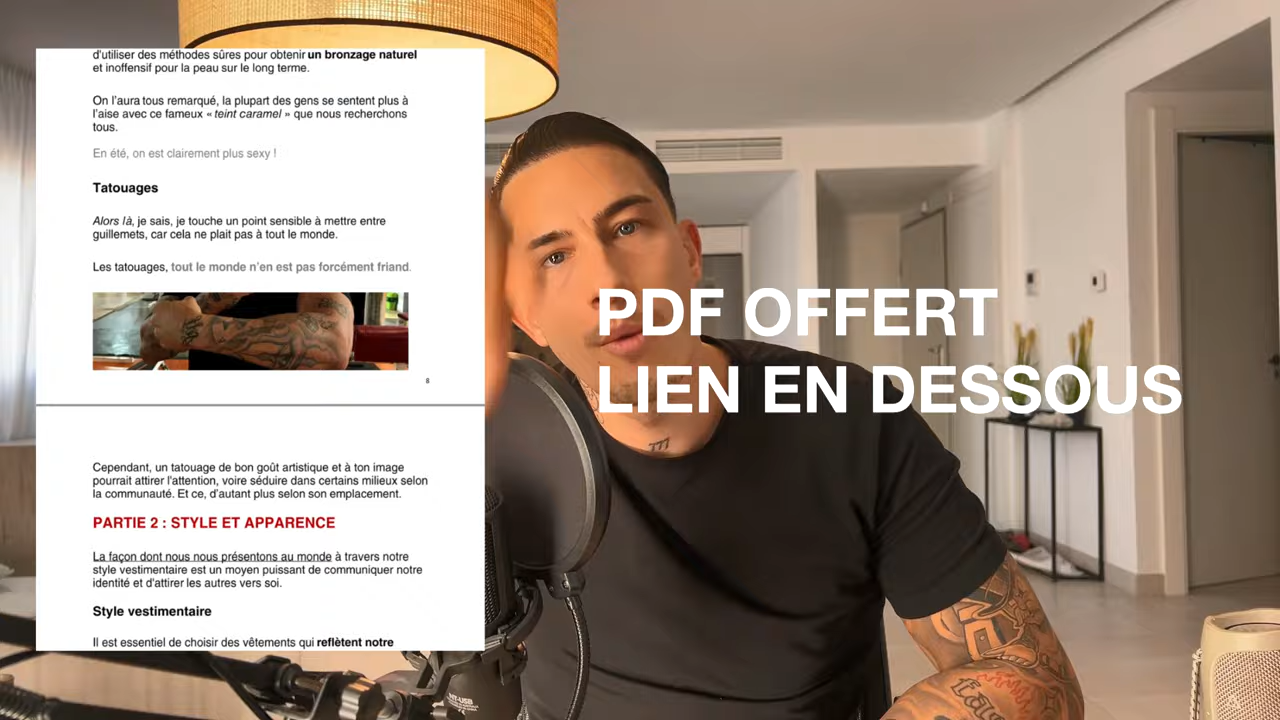 d'utiliser des méthodes sûres pour obtenir un bronzage naturel
et inoffensif pour la peau sur le long terme.
On l'aura tous remarqué, la plupart des gens se sentent plus à
l'aise avec ce fameux « teint caramel » que nous recherchons
tous.
En été, on est clairement plus sexy !
Tatouages
Alors là, je sais, je touche un point sensible à mettre entre
guillemets, car cela ne plait pas à tout le monde.
Les tatouages, tout le monde n'en est pas forcément friand.
8
Cependant, un tatouage de bon goût artistique et à ton image
pourrait attirer l'attention, voire séduire dans certains milieux selon
la communauté. Et ce, d'autant plus selon son emplacement.
PARTIE 2 : STYLE ET APPARENCE
La façon dont nous nous présentons au monde à travers notre
style vestimentaire est un moyen puissant de communiquer notre
identité et d'attirer les autres vers soi.
Style vestimentaire
Il est essentiel de choisir des vêtements qui reflètent notre
PDF OFFERT
LIEN EN DESSOUS
777
NT-USB